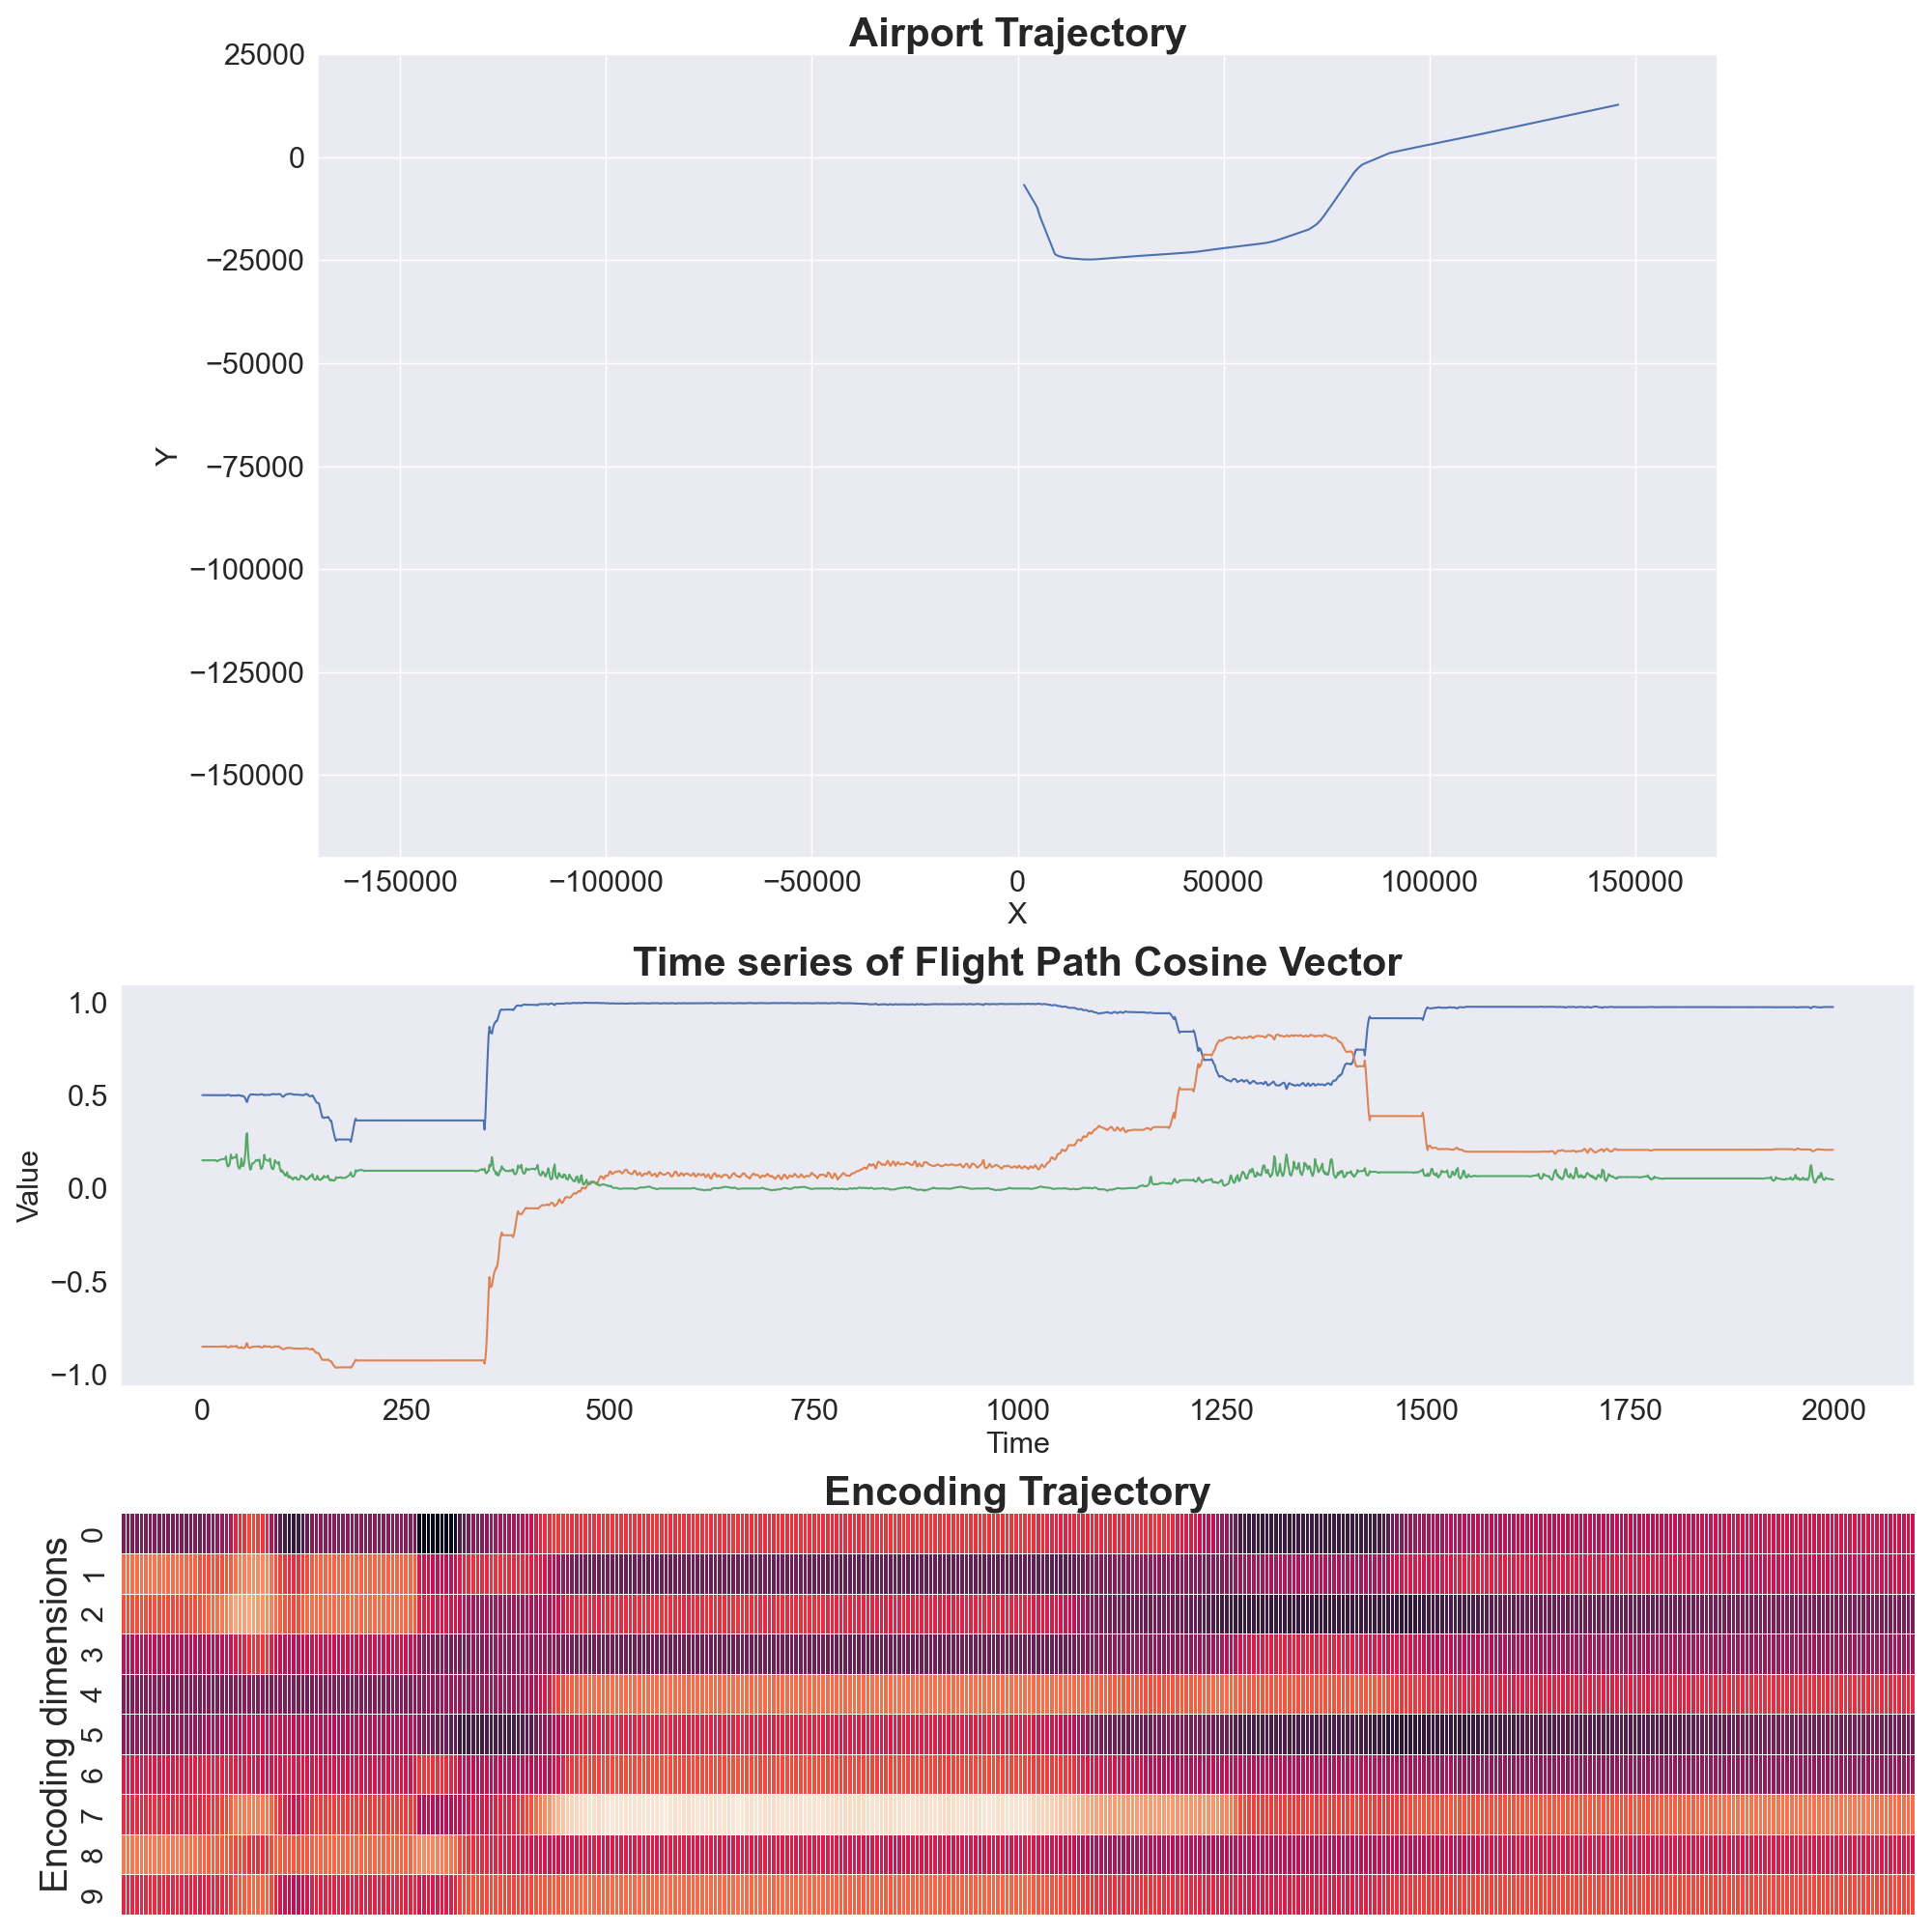 Airport Trajectory
25000
0
−25000
−50000
−75000
−100000
−125000
−150000
Y
−150000 −100000 −50000 0 50000 100000 150000
X
Time series of Flight Path Cosine Vector
1.0
0.5
0.0
−0.5
−1.0
Value
0 250 500 750 1000 1250 1500 1750 2000
Time
Encoding Trajectory
Encoding dimensions
0
1
2
3
4
5
6
7
8
9